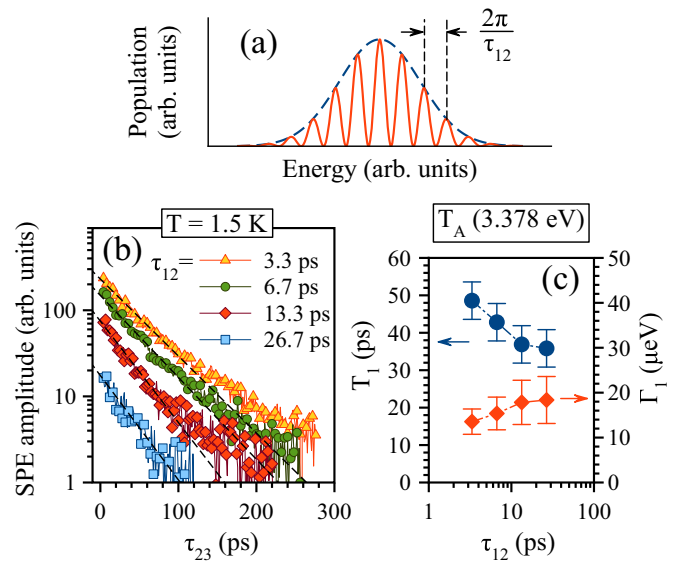 (a)
2π
τ12
Population
(arb. units)
Energy (arb. units)
T = 1.5 K
TA (3.378 eV)
(b)
τ12=
3.3 ps
6.7 ps
13.3 ps
26.7 ps
SPE amplitude (arb. units)
100
10
1
0
100
200
300
τ23 (ps)
(c)
T1 (ps)
60
50
40
30
20
10
0
Γ1 (μeV)
50
40
30
20
10
0
1
10
100
τ12 (ps)